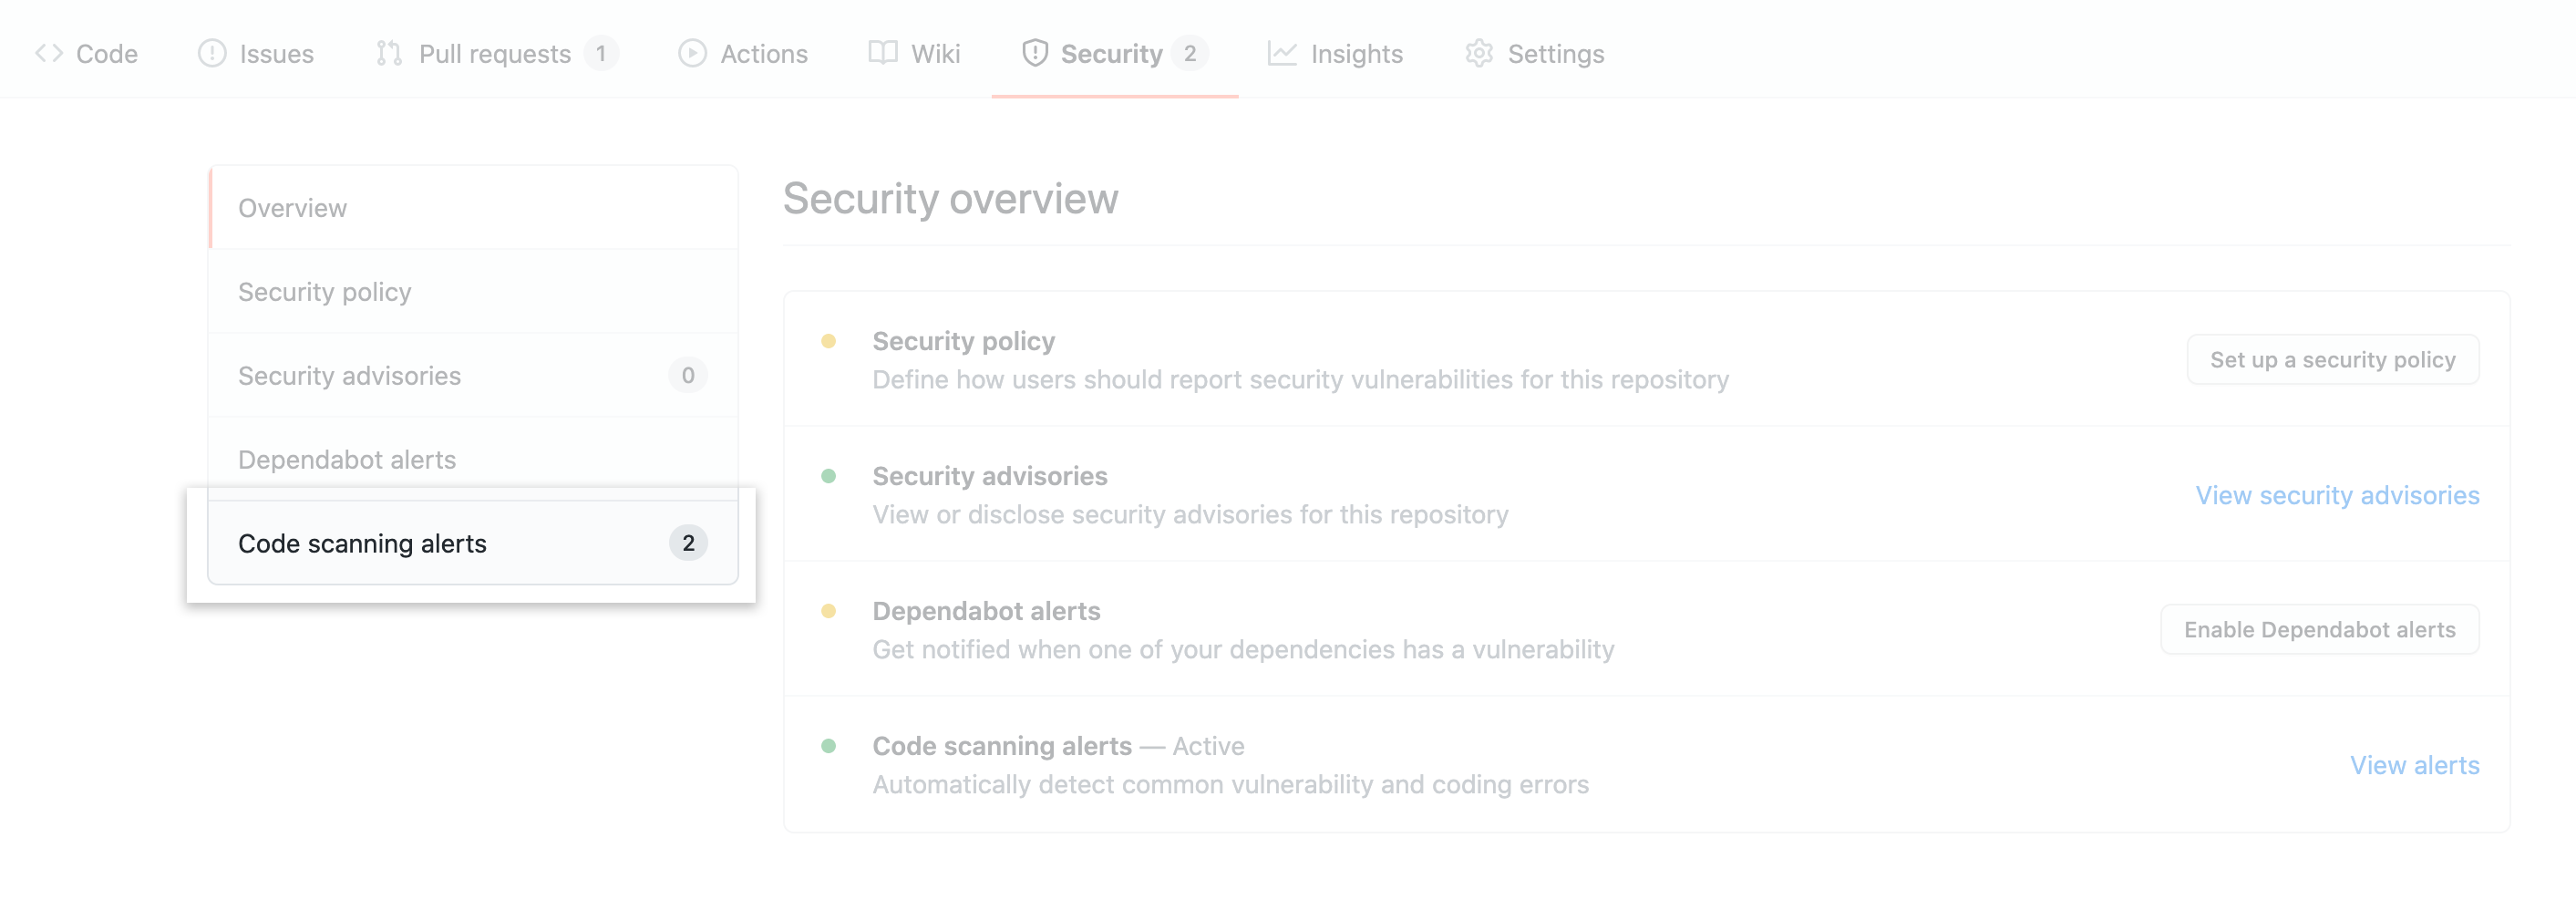 Code Issues Pull requests 1 Actions Wiki Security 2 Insights Settings
Overview
Security policy
Security advisories 0
Dependabot alerts
Code scanning alerts 2
Security overview
Security policy
Define how users should report security vulnerabilities for this repository
Set up a security policy
Security advisories
View or disclose security advisories for this repository
View security advisories
Dependabot alerts
Get notified when one of your dependencies has a vulnerability
Enable Dependabot alerts
Code scanning alerts — Active
Automatically detect common vulnerability and coding errors
View alerts